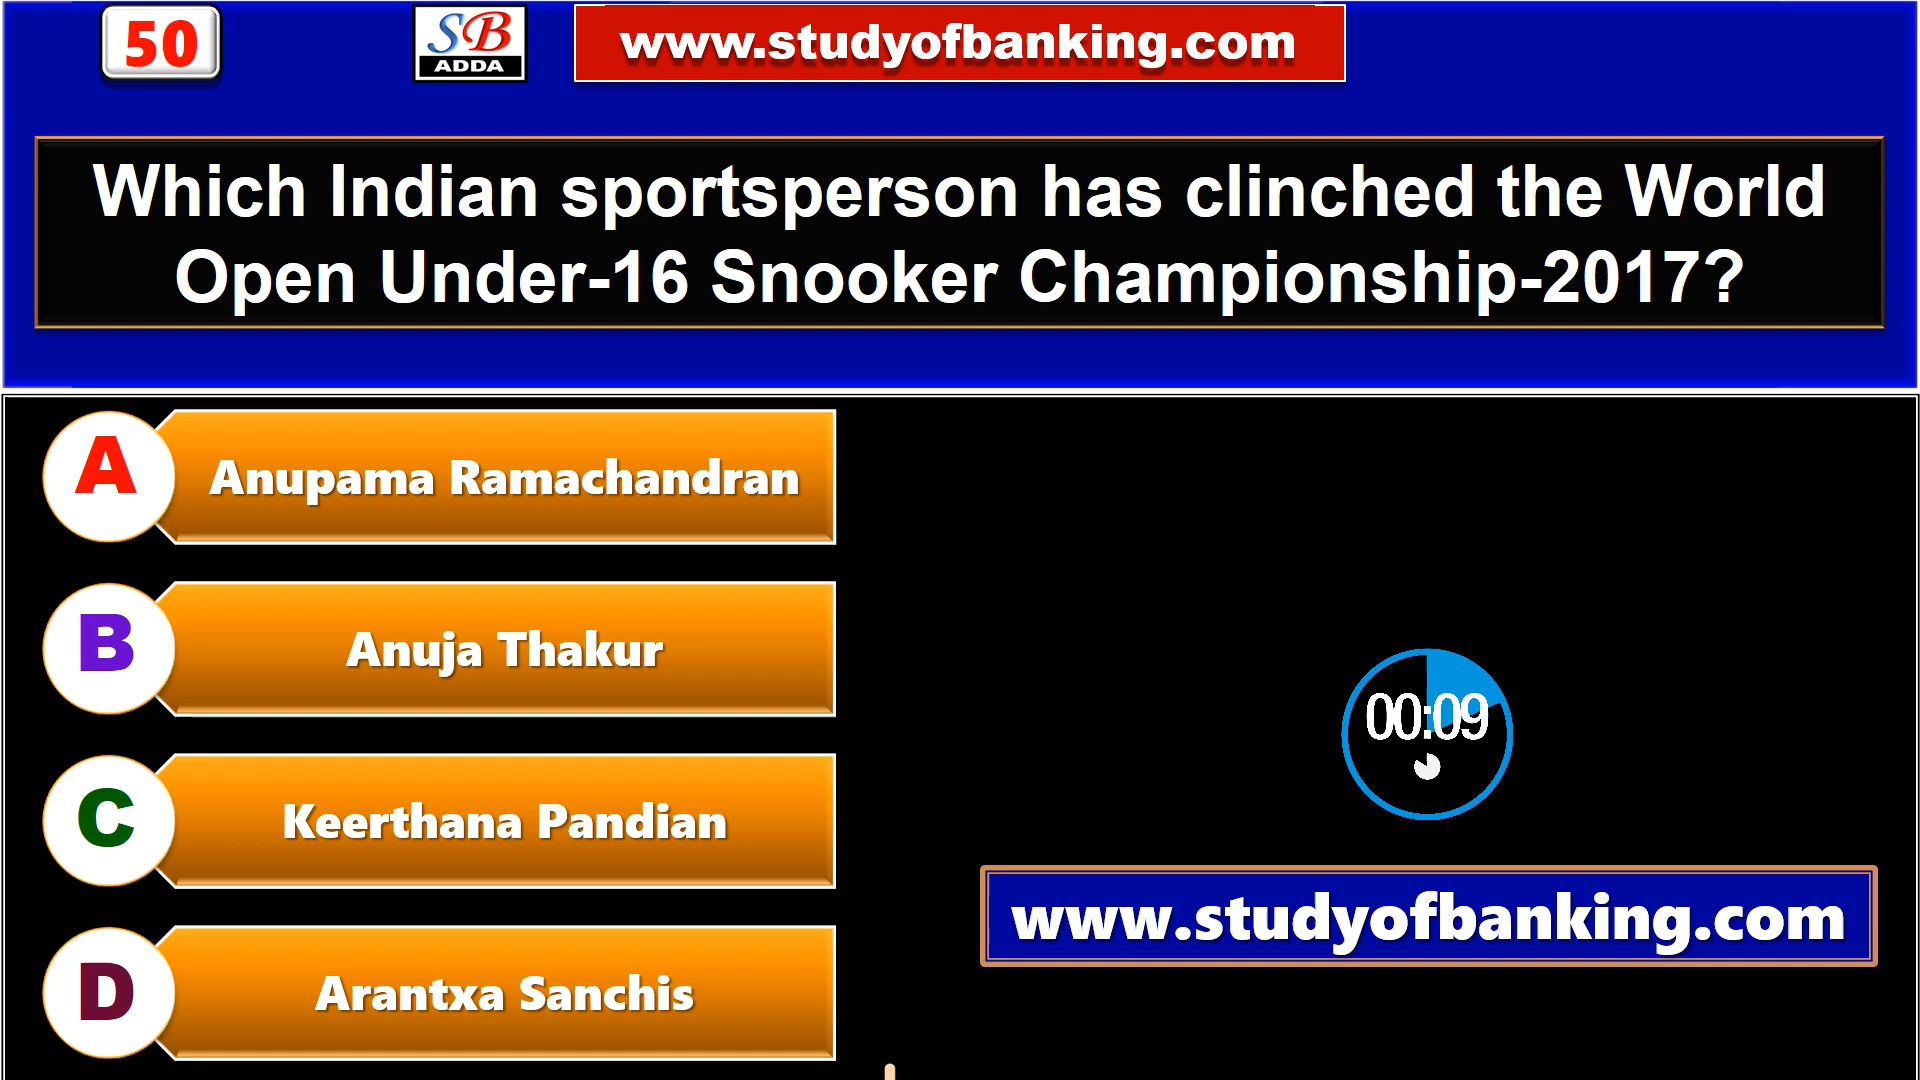 50
SB
ADDA
www.studyofbanking.com
Which Indian sportsperson has clinched the World
Open Under-16 Snooker Championship-2017?
A
Anupama Ramachandran
B
Anuja Thakur
C
Keerthana Pandian
D
Arantxa Sanchis
00:09
www.studyofbanking.com